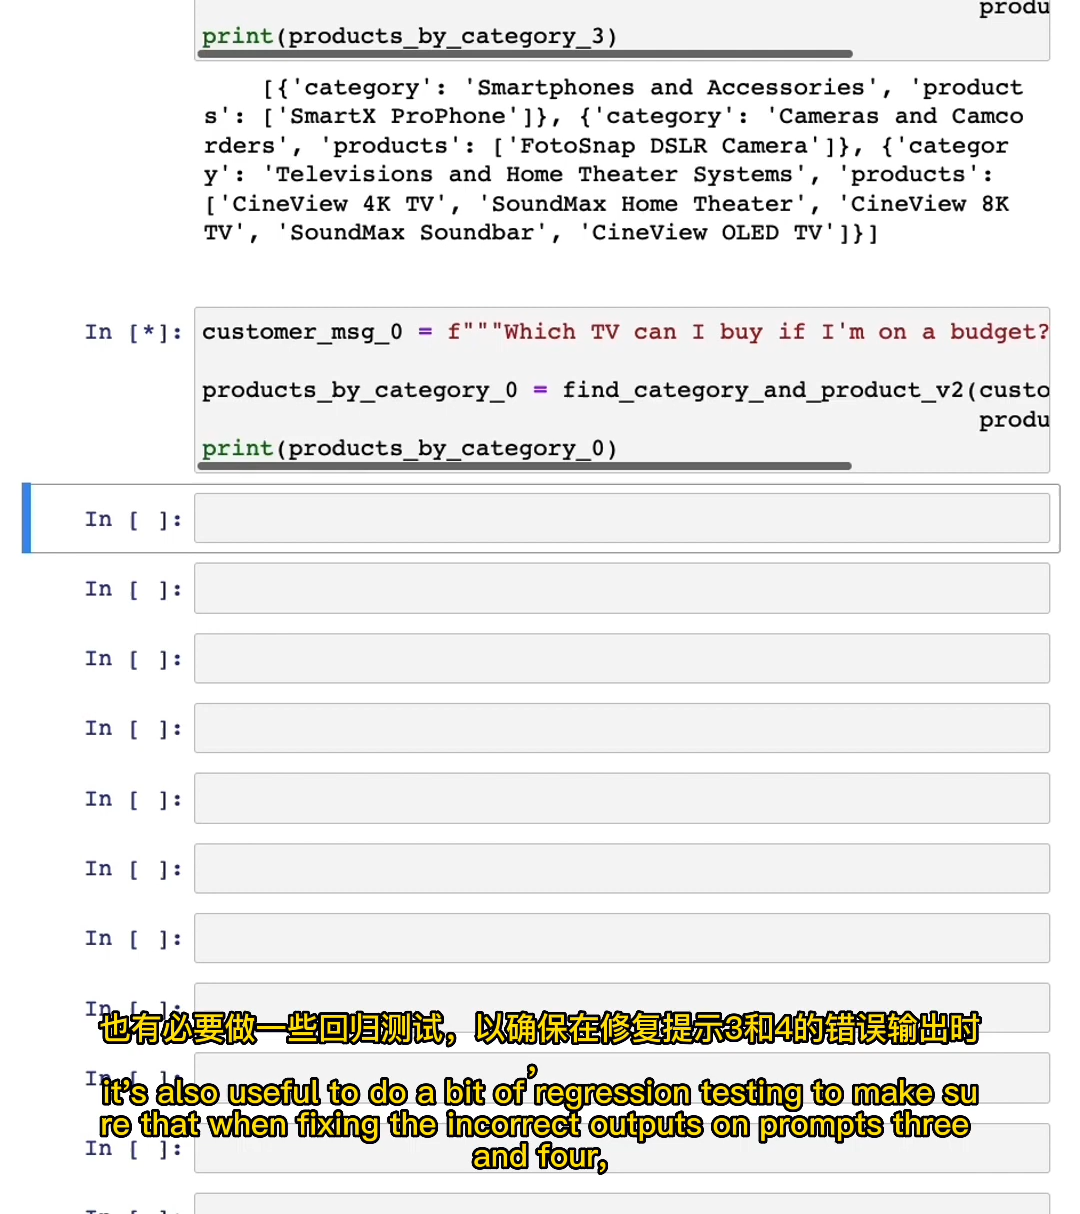 produ
print(products_by_category_3)
[{'category': 'Smartphones and Accessories', 'product
s': ['SmartX ProPhone']}, {'category': 'Cameras and Camco
rders', 'products': ['FotoSnap DSLR Camera']}, {'categor
y': 'Televisions and Home Theater Systems', 'products':
['CineView 4K TV', 'SoundMax Home Theater', 'CineView 8K
TV', 'SoundMax Soundbar', 'CineView OLED TV']}]
In [*]: customer_msg_0 = f"""Which TV can I buy if I'm on a budget?
products_by_category_0 = find_category_and_product_v2(custo
produ
print(products_by_category_0)
In [ ]:
In [ ]:
In [ ]:
In [ ]:
In [ ]:
In [ ]:
In [ ]:
In [ ]:
也有必要做一些回归测试，以确保在修复提示3和4的错误输出时
，
In [ ]:
it's also useful to do a bit of regression testing to make su
re that when fixing the incorrect outputs on prompts three
In [ ]:
and four,
In [ ]: